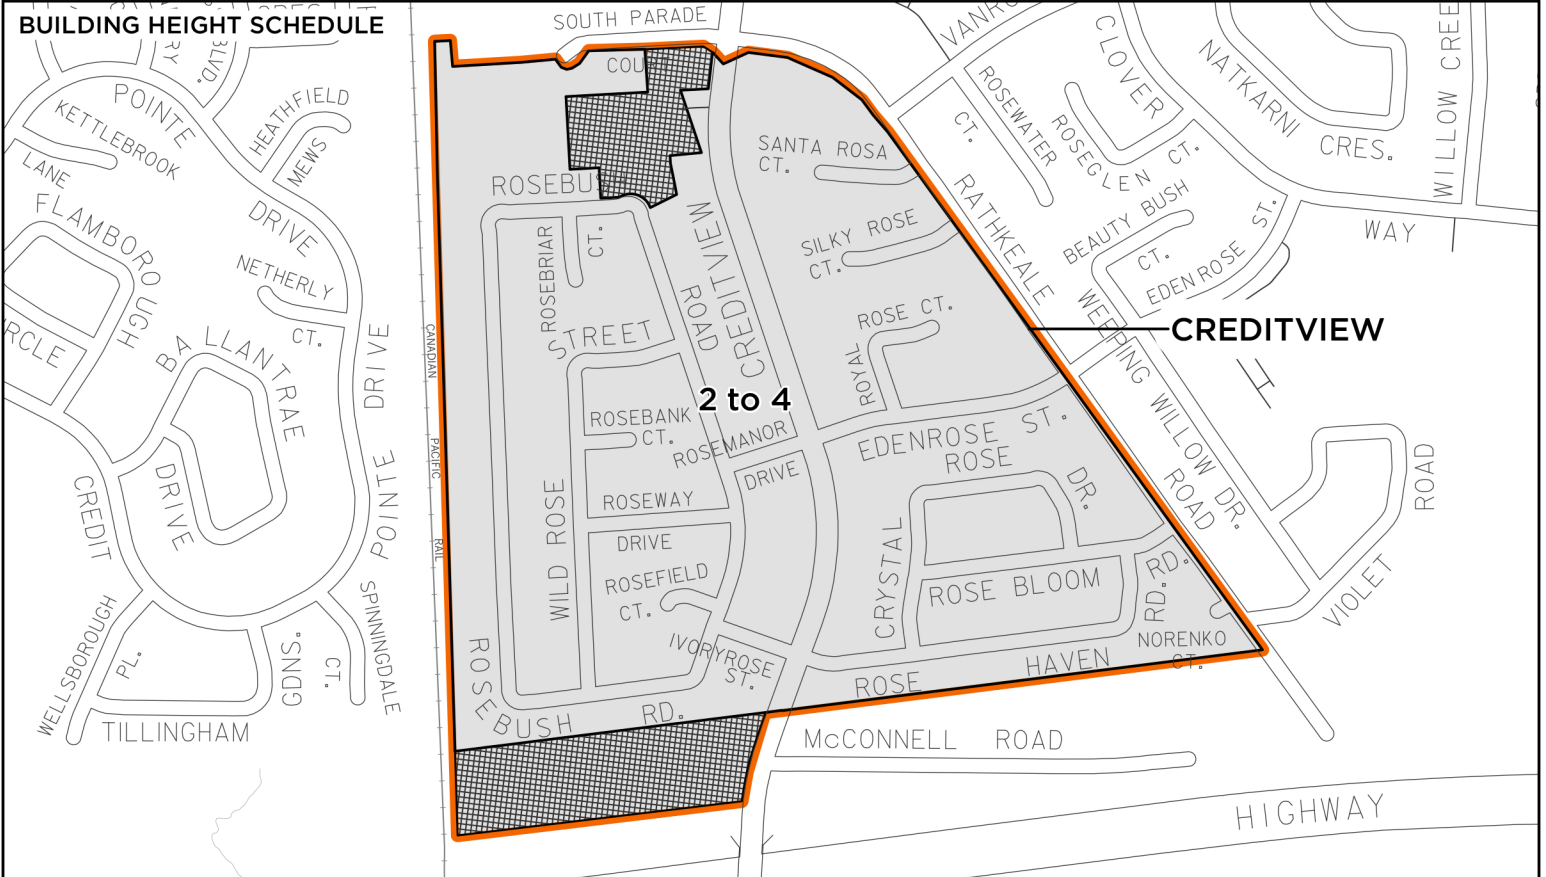 BUILDING HEIGHT SCHEDULE
SOUTH PARADE
BLVD.
POINTE
DRIVE
KETTLEBROOK
LANE
HEATHFIELD
MEWS
FLAMBOROUGH
NETHERLY
CT.
BALLANTRAE
DRIVE
CREDIT
POINTE DRIVE
WELLSBOROUGH
PL.
TILLINGHAM
GDNS.
SPINNINGDALE
CT.
CANADIAN
PACIFIC
RAIL
ROSEBRIAR
CT.
STREET
ROSEBANK
CT.
WILD ROSE
ROSEWAY
DRIVE
ROSEFIELD
CT.
ROSEBUSH RD.
IVORYROSE
ST.
CREDITVIEW
ROAD
2 to 4
ROSEMANOR
DRIVE
SANTA ROSA
CT.
SILKY ROSE
CT.
ROYAL
ROSE CT.
EDENROSE ST.
CRYSTAL
ROSE
DR.
ROSE BLOOM
RD.
RD.
NORENKO
CT.
ROSE HAVEN
McCONNELL ROAD
HIGHWAY
CREDITVIEW
RATHKEALE
ROAD
WEEPING WILLOW DR.
VIOLET
ROAD
CLOVER
NATKARNI
CRES.
WILLOW CREE
WAY
ROSEWATER
CT.
ROSEGLEN
CT.
BEAUTY BUSH
CT.
EDENROSE ST.